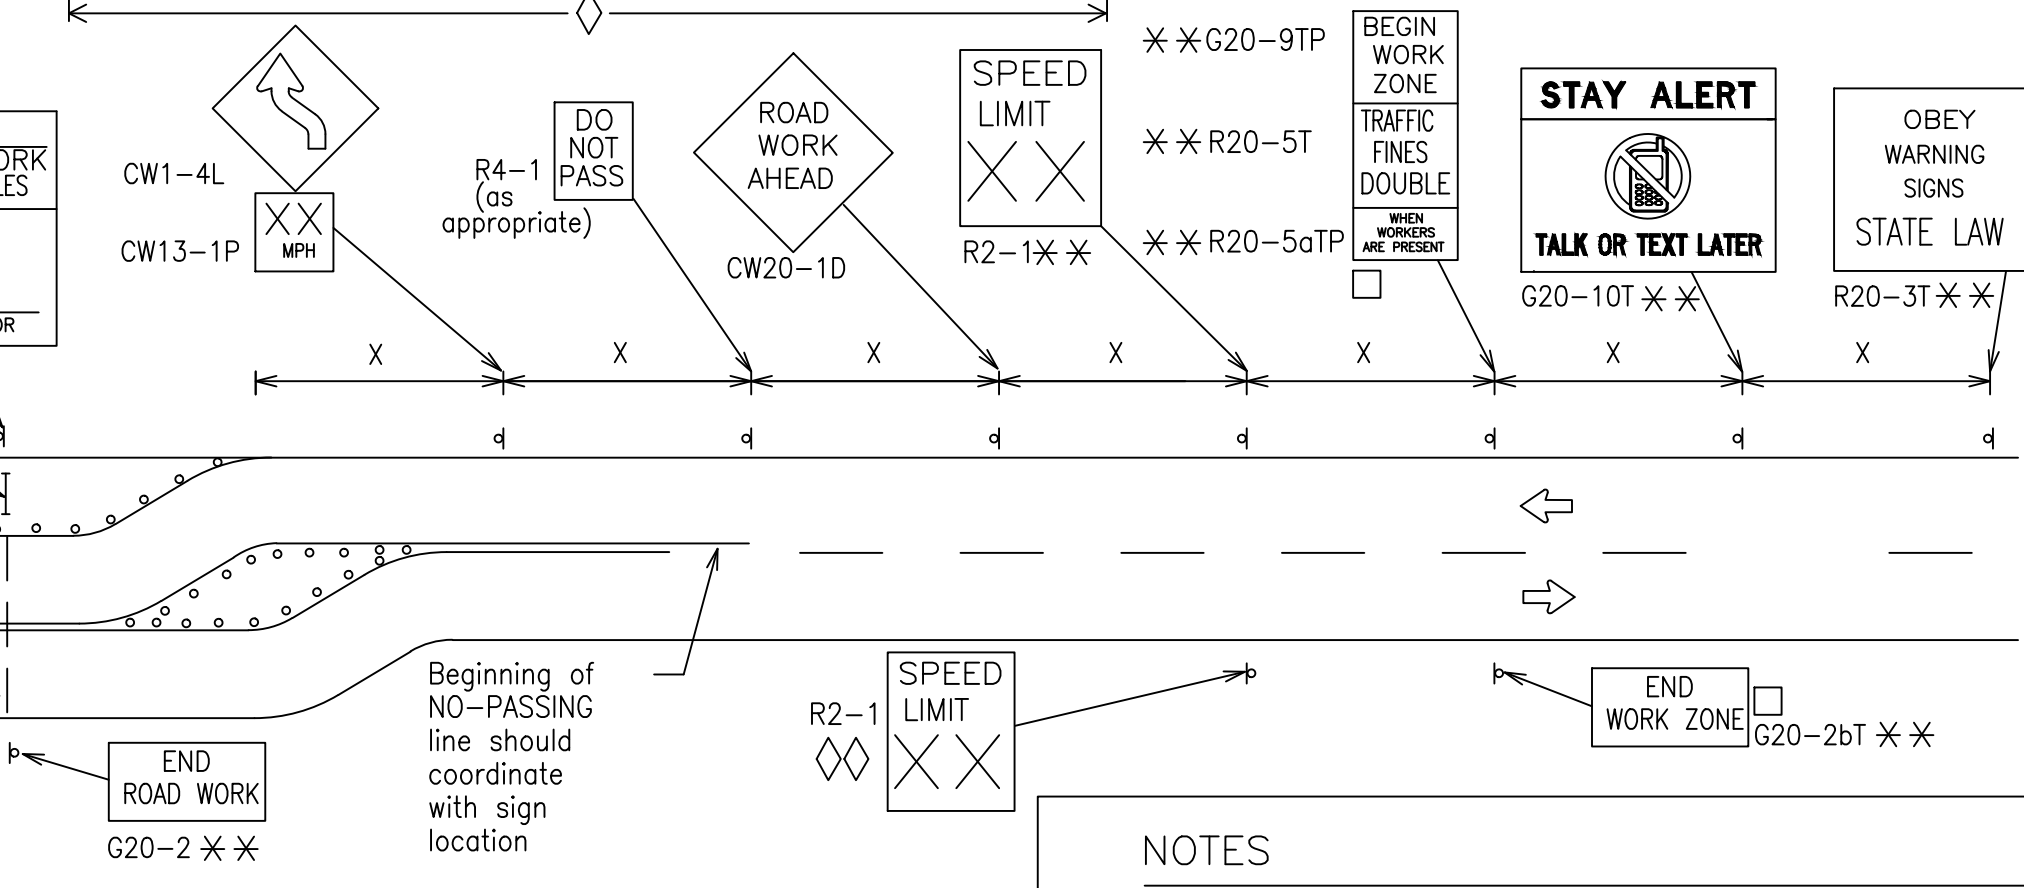 CW1-4L
XX
MPH
CW13-1P
DO
NOT
PASS
R4-1
(as
appropriate)
ROAD
WORK
AHEAD
CW20-1D
SPEED
LIMIT
XX
R2-1**
**G20-9TP
**R20-5T
**R20-5aTP
BEGIN
WORK
ZONE
TRAFFIC
FINES
DOUBLE
WHEN
WORKERS
ARE PRESENT
STAY ALERT
TALK OR TEXT LATER
G20-10T**
OBEY
WARNING
SIGNS
STATE LAW
R20-3T**
X X X X X X X
Beginning of
NO-PASSING
line should
coordinate
with sign
location
SPEED
LIMIT
XX
R2-1
END
WORK ZONE
G20-2bT**
END
ROAD WORK
G20-2**
NOTES